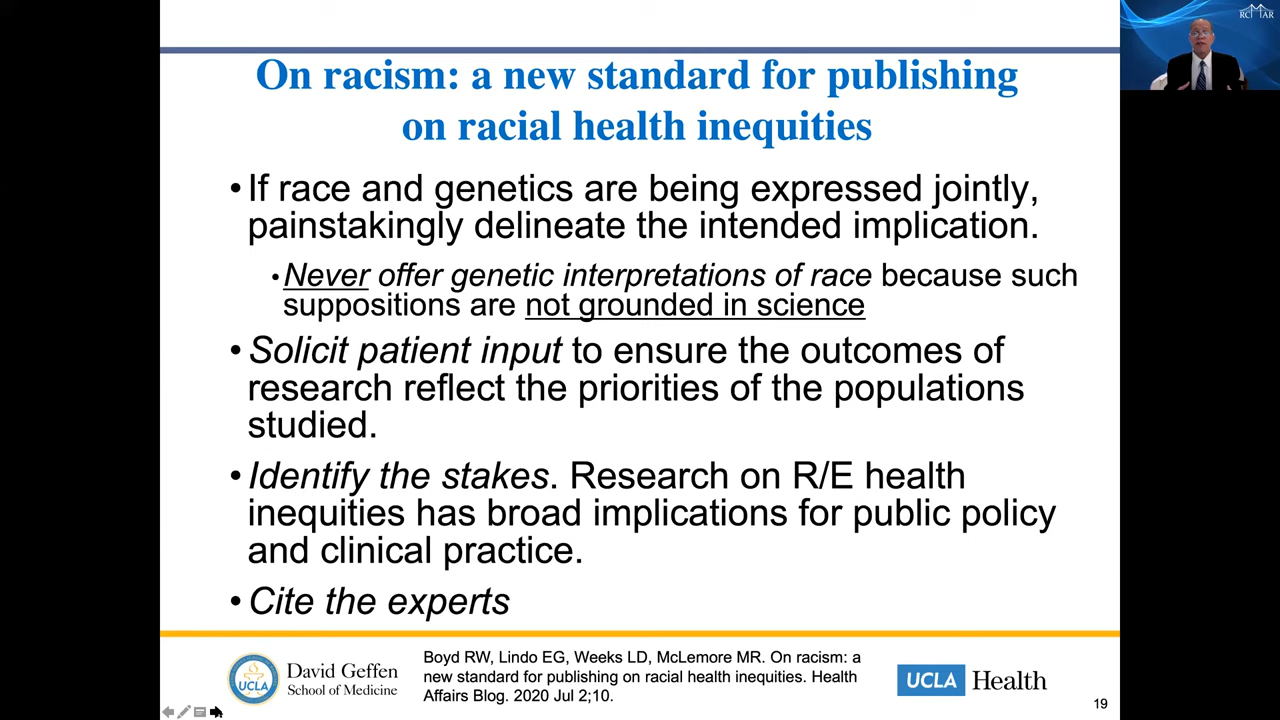 RCMAR
On racism: a new standard for publishing
on racial health inequities
•If race and genetics are being expressed jointly,
painstakingly delineate the intended implication.
•Never offer genetic interpretations of race because such
suppositions are not grounded in science
•Solicit patient input to ensure the outcomes of
research reflect the priorities of the populations
studied.
•Identify the stakes. Research on R/E health
inequities has broad implications for public policy
and clinical practice.
•Cite the experts
UCLA
David Geffen
School of Medicine
Boyd RW, Lindo EG, Weeks LD, McLemore MR. On racism: a
new standard for publishing on racial health inequities. Health
Affairs Blog. 2020 Jul 2;10.
UCLA Health
19